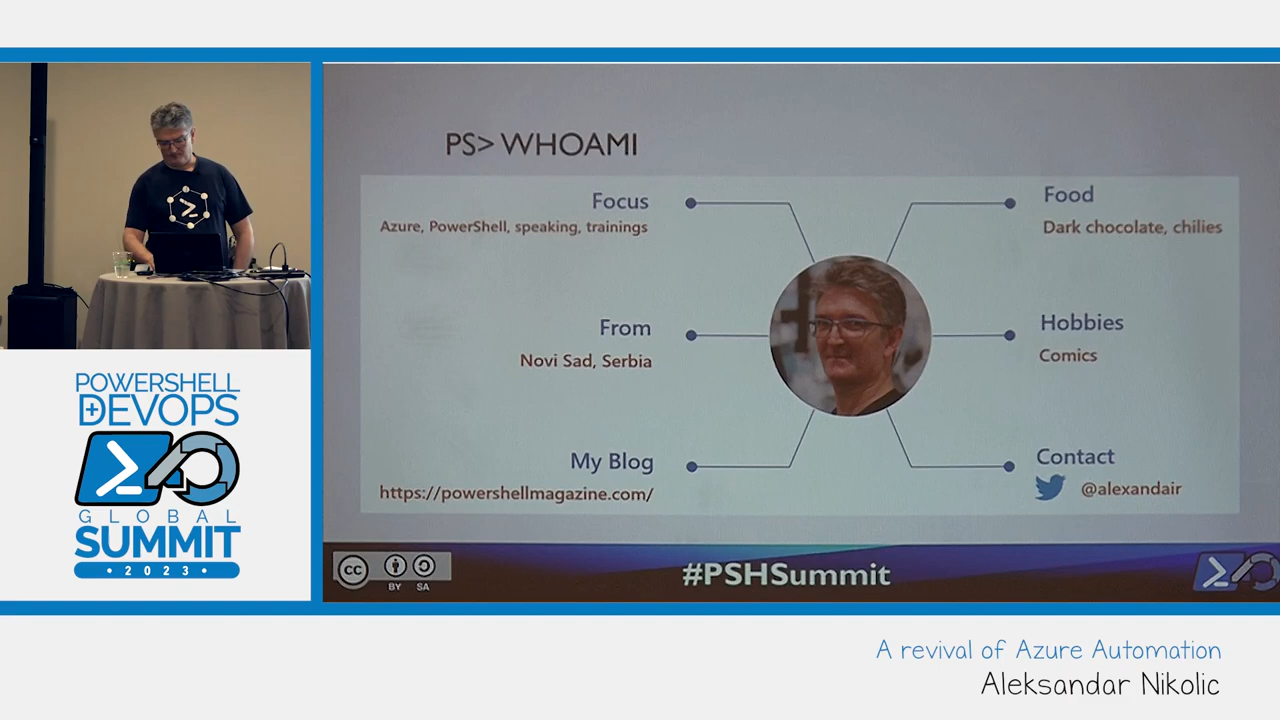 PS> WHOAMI
Focus
Azure, PowerShell, speaking, trainings
From
Novi Sad, Serbia
My Blog
https://powershellmagazine.com/
Food
Dark chocolate, chilies
Hobbies
Comics
Contact
@alexandair
CC
BY SA
#PSHSummit
POWERSHELL
+DEVOPS
GLOBAL
SUMMIT
• 2023 •
A revival of Azure Automation
Aleksandar Nikolic